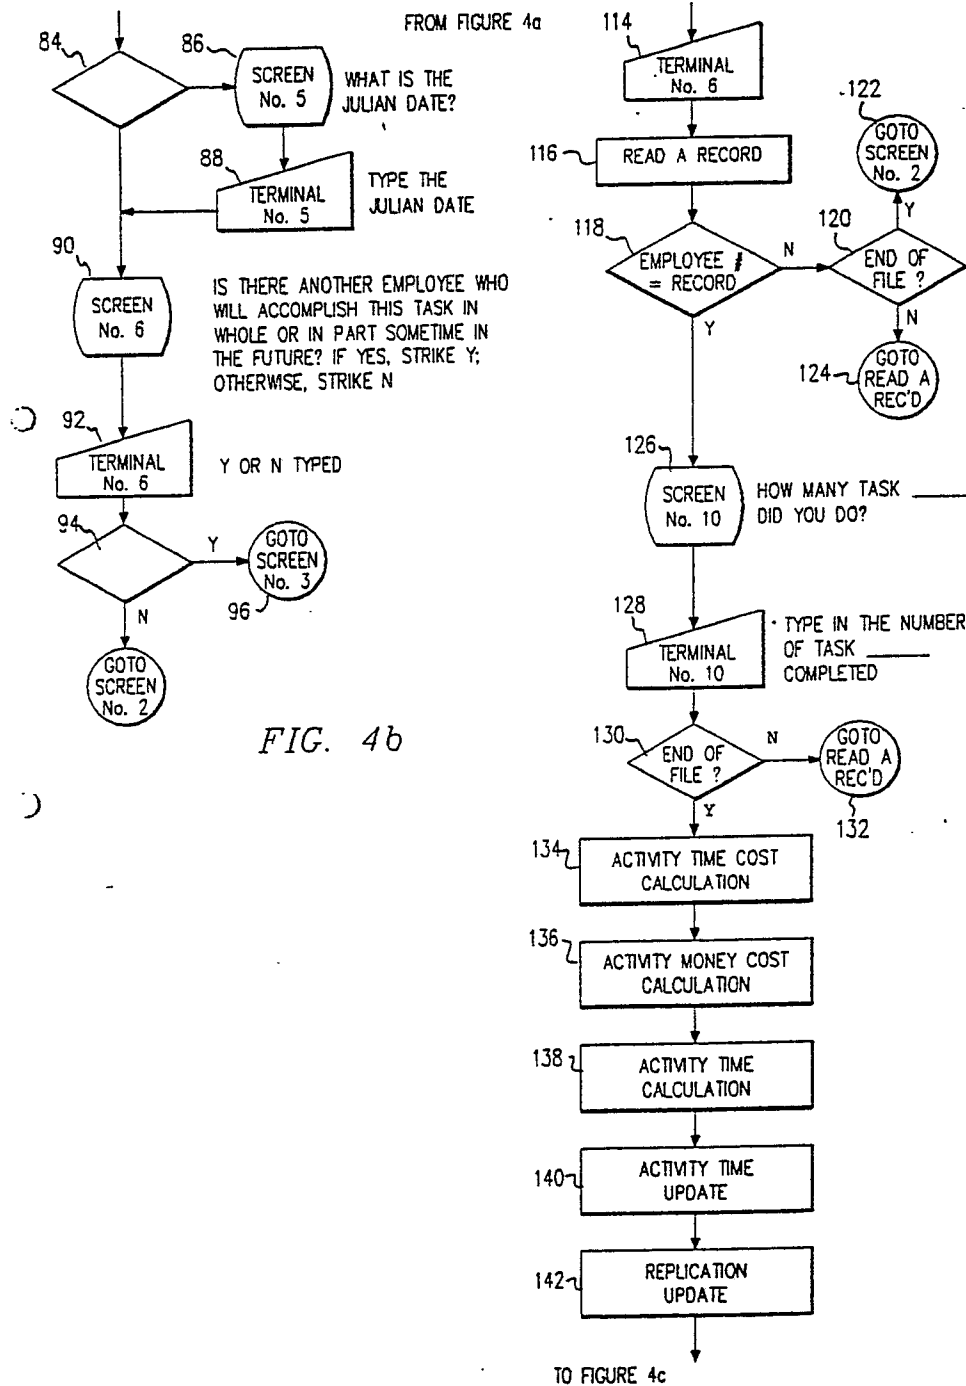 FROM FIGURE 4a
84
86
SCREEN
No. 5
WHAT IS THE
JULIAN DATE?
88
TERMINAL
No. 5
TYPE THE
JULIAN DATE
90
SCREEN
No. 6
IS THERE ANOTHER EMPLOYEE WHO
WILL ACCOMPLISH THIS TASK IN
WHOLE OR IN PART SOMETIME IN
THE FUTURE? IF YES, STRIKE Y;
OTHERWISE, STRIKE N
92
TERMINAL
No. 6
Y OR N TYPED
94
Y
GOTO
SCREEN
No. 3
96
N
GOTO
SCREEN
No. 2
FIG. 4b
114
TERMINAL
No. 6
116
READ A RECORD
118
EMPLOYEE #
= RECORD
N
Y
120
END OF
FILE ?
Y
122
GOTO
SCREEN
No. 2
N
124
GOTO
READ A
REC'D
126
SCREEN
No. 10
HOW MANY TASK ______
DID YOU DO?
128
TERMINAL
No. 10
TYPE IN THE NUMBER
OF TASK ______
COMPLETED
130
END OF
FILE ?
N
GOTO
READ A
REC'D
132
Y
134
ACTIVITY TIME COST
CALCULATION
136
ACTIVITY MONEY COST
CALCULATION
138
ACTIVITY TIME
CALCULATION
140
ACTIVITY TIME
UPDATE
142
REPLICATION
UPDATE
TO FIGURE 4c